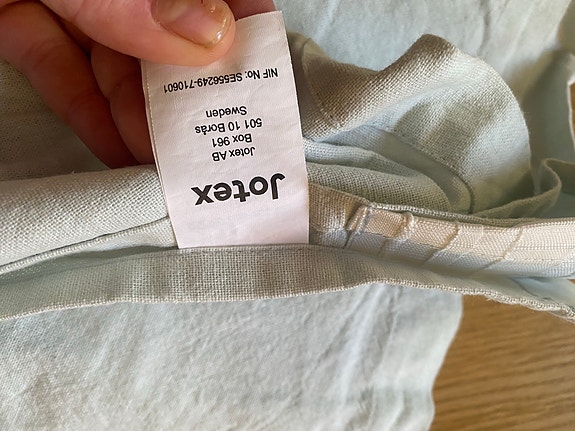 Jotex
Jotex AB
Box 961
501 10 Borås
Sweden
NIF No: SE556249-710601